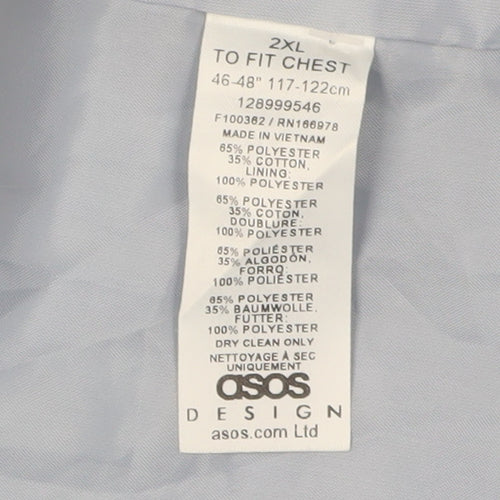 2XL
TO FIT CHEST
46-48" 117-122cm
128999546
F100362 / RN166978
MADE IN VIETNAM
65% POLYESTER
35% COTTON,
LINING:
100% POLYESTER
65% POLYESTER
35% COTON,
DOUBLURE:
100% POLYESTER
65% POLIÉSTER
35% ALGODÓN,
FORRO:
100% POLIÉSTER
65% POLYESTER
35% BAUMWOLLE,
FUTTER:
100% POLYESTER
DRY CLEAN ONLY
NETTOYAGE À SEC
UNIQUEMENT
asos
DESIGN
asos.com Ltd